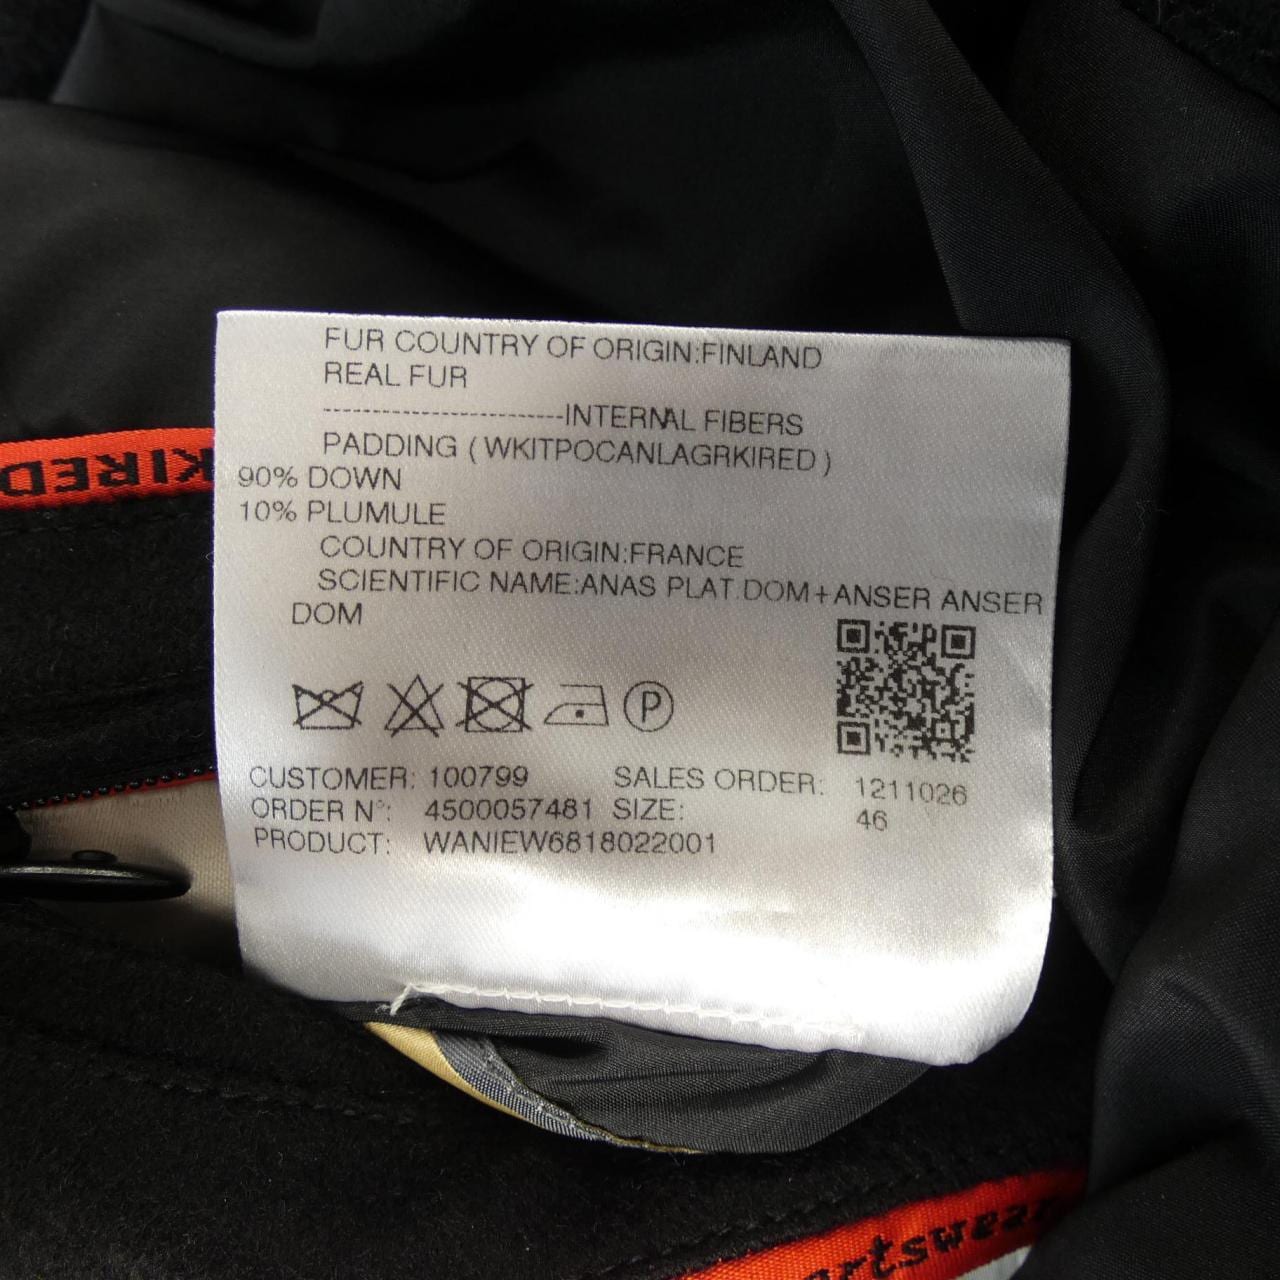 FUR COUNTRY OF ORIGIN:FINLAND
REAL FUR
------------------------INTERNAL FIBERS
PADDING ( WKITPOCANLAGRKIRED )
90% DOWN
10% PLUMULE
COUNTRY OF ORIGIN:FRANCE
SCIENTIFIC NAME:ANAS PLAT.DOM+ANSER ANSER
DOM
P
CUSTOMER: 100799 SALES ORDER: 1211026
ORDER N°: 4500057481 SIZE: 46
PRODUCT: WANIEW6818022001
KIRED